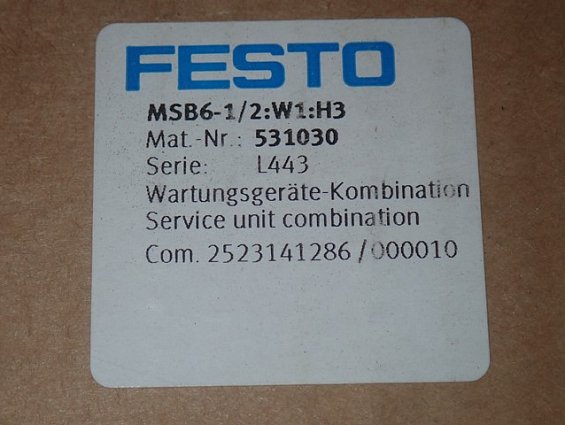 FESTO
MSB6-1/2:W1:H3
Mat.-Nr.: 531030
Serie: L443
Wartungsgeräte-Kombination
Service unit combination
Com. 2523141286/000010